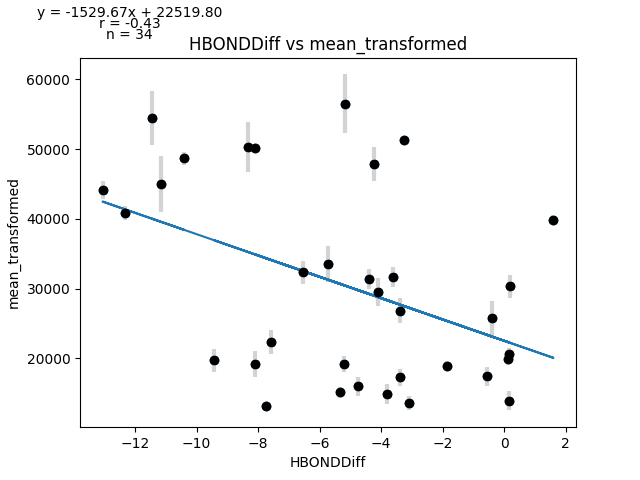 y = -1529.67x + 22519.80
r = -0.43
n = 34
HBONDDiff vs mean_transformed
60000
50000
40000
30000
20000
mean_transformed
−12 −10 −8 −6 −4 −2 0 2
HBONDDiff